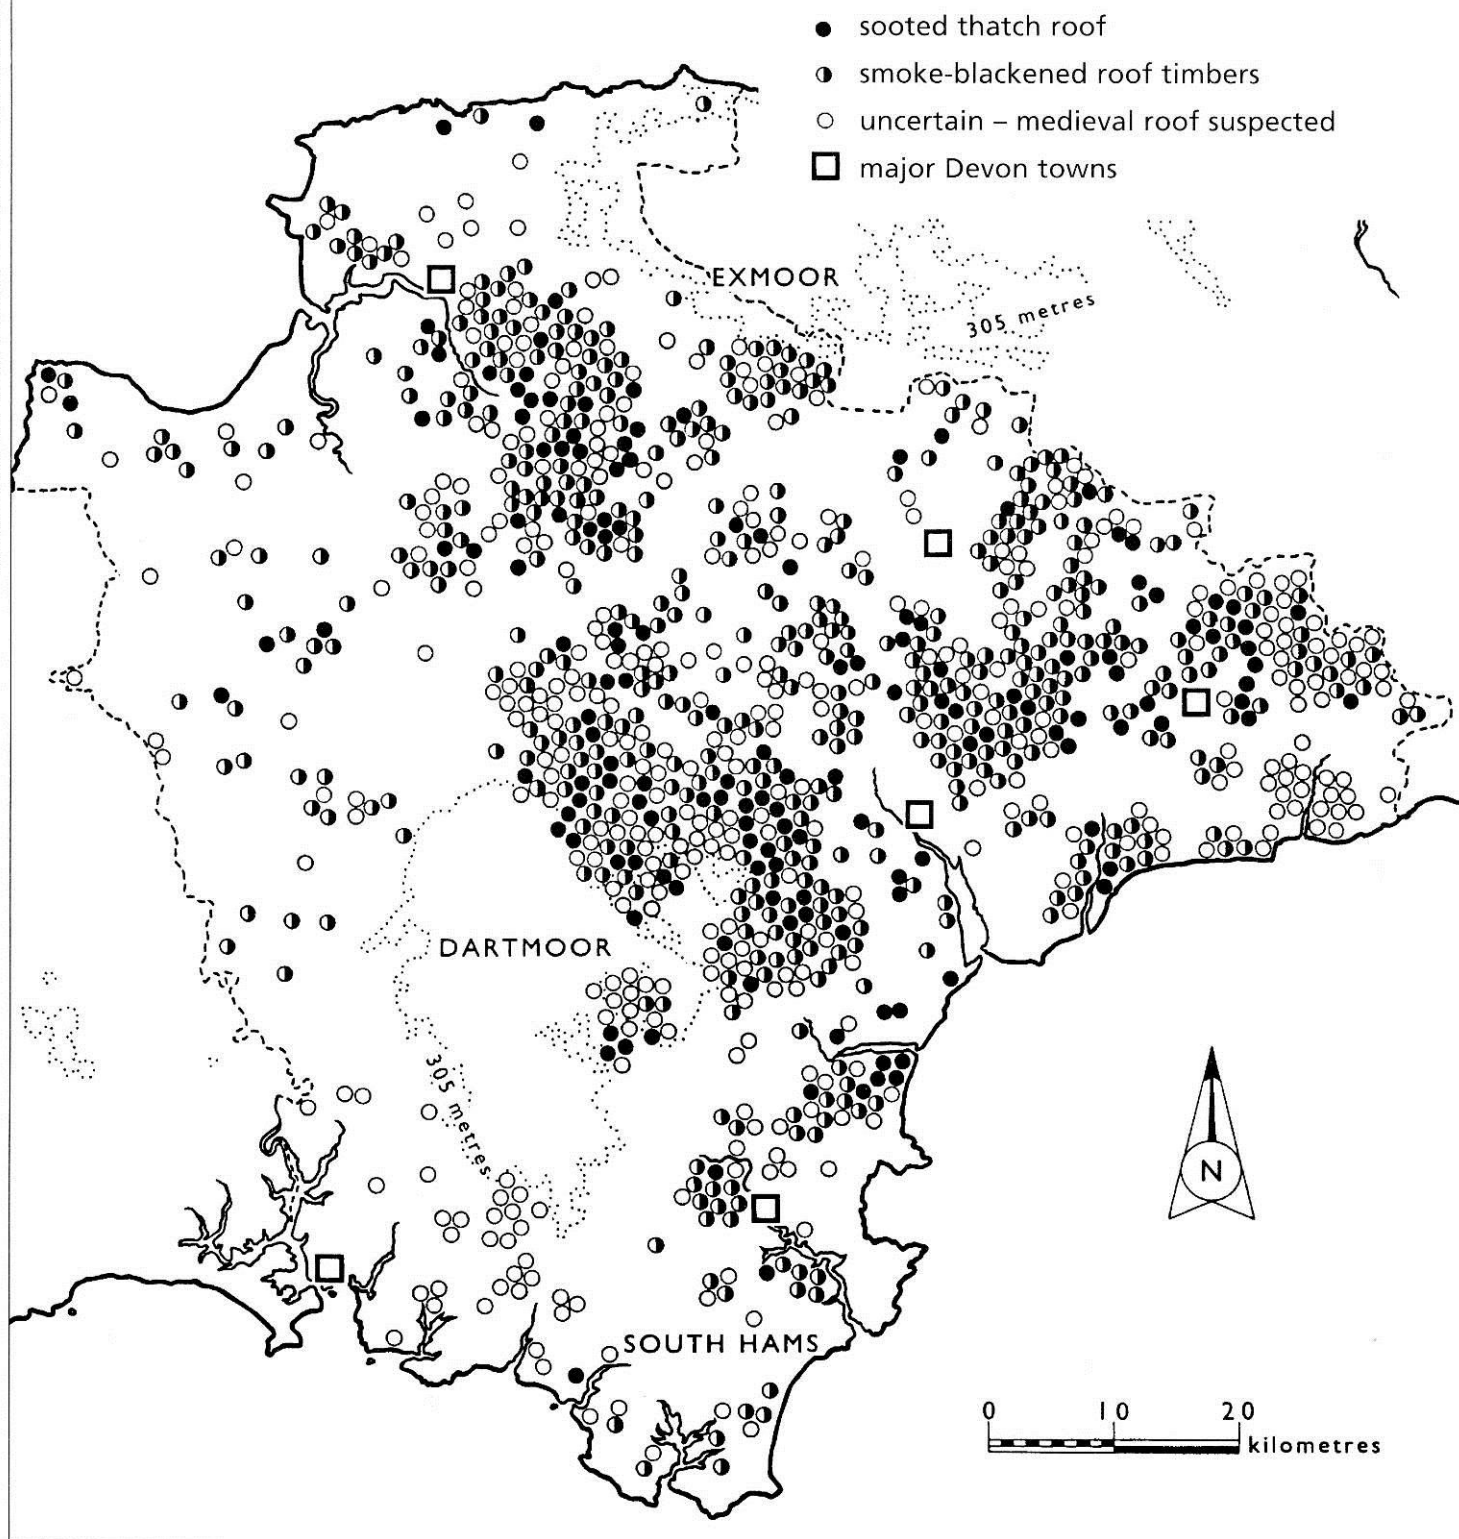 sooted thatch roof
smoke-blackened roof timbers
uncertain – medieval roof suspected
major Devon towns
EXMOOR
305 metres
DARTMOOR
305 metres
N
SOUTH HAMS
0 10 20
kilometres